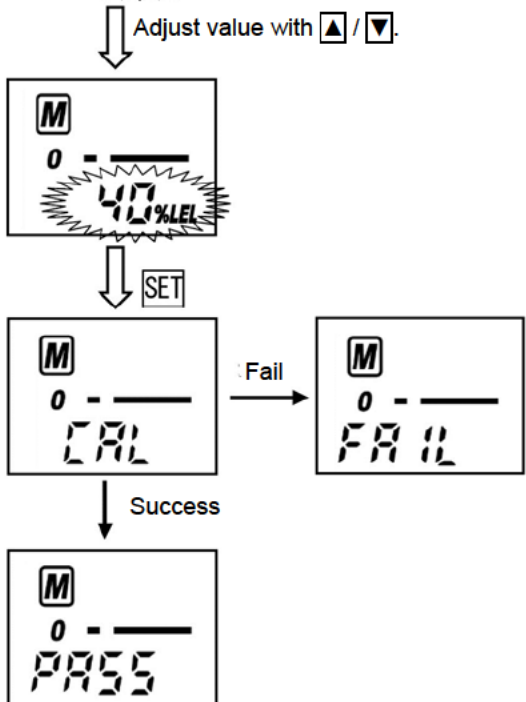 Adjust value with ▲ / ▼.
M
0
40%LEL
SET
M
0
CAL
Fail
M
0
FAIL
Success
M
0
PASS